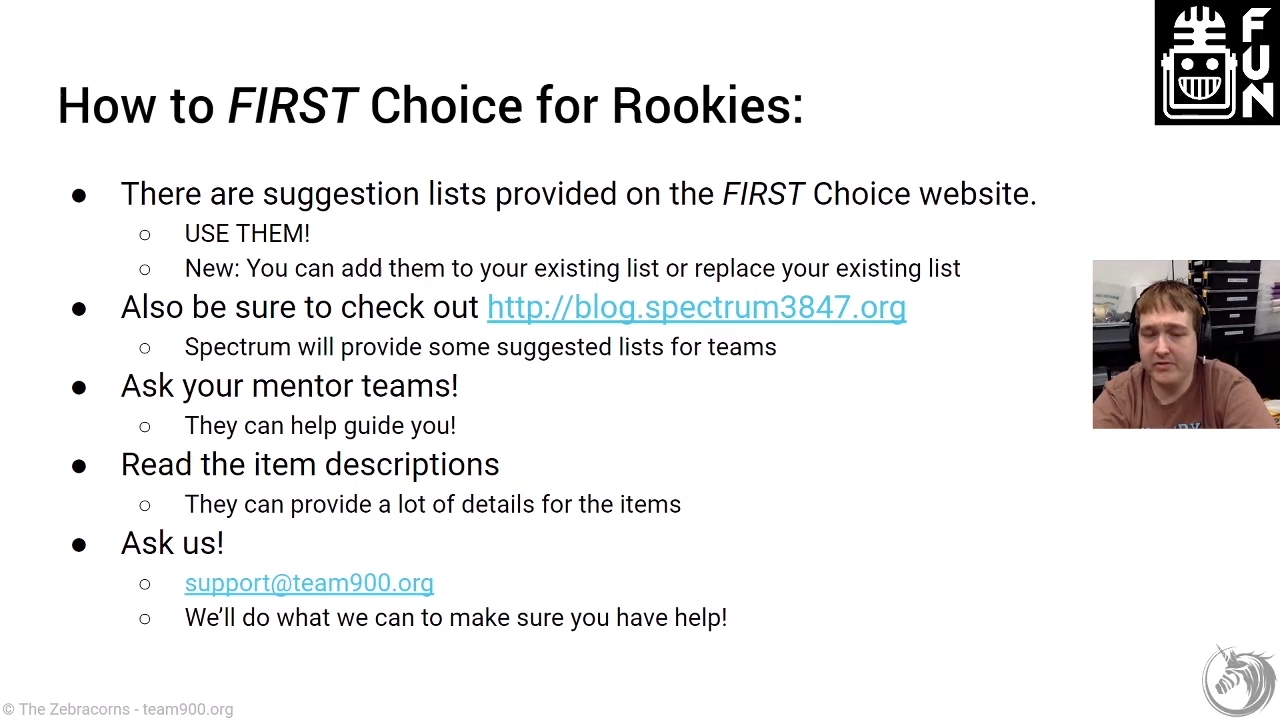 FUN
How to FIRST Choice for Rookies:
● There are suggestion lists provided on the FIRST Choice website.
○ USE THEM!
○ New: You can add them to your existing list or replace your existing list
● Also be sure to check out http://blog.spectrum3847.org
○ Spectrum will provide some suggested lists for teams
● Ask your mentor teams!
○ They can help guide you!
● Read the item descriptions
○ They can provide a lot of details for the items
● Ask us!
○ support@team900.org
○ We’ll do what we can to make sure you have help!
© The Zebracorns - team900.org